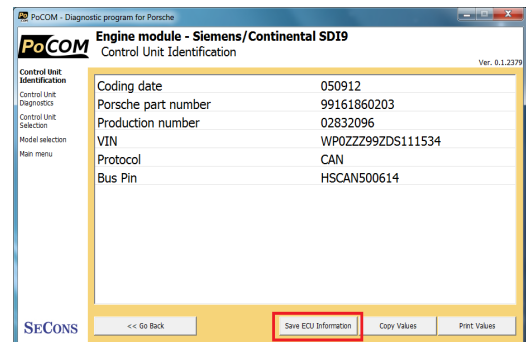 PoCOM - Diagnostic program for Porsche
PoCOM
Engine module - Siemens/Continental SDI9
Control Unit Identification
Ver. 0.1.2379
Control Unit
Identification
Control Unit
Diagnostics
Control Unit
Selection
Model selection
Main menu
Coding date 050912
Porsche part number 99161860203
Production number 02832096
VIN WP0ZZZ99ZDS111534
Protocol CAN
Bus Pin HSCAN500614
SECONS
<< Go Back
Save ECU Information
Copy Values
Print Values